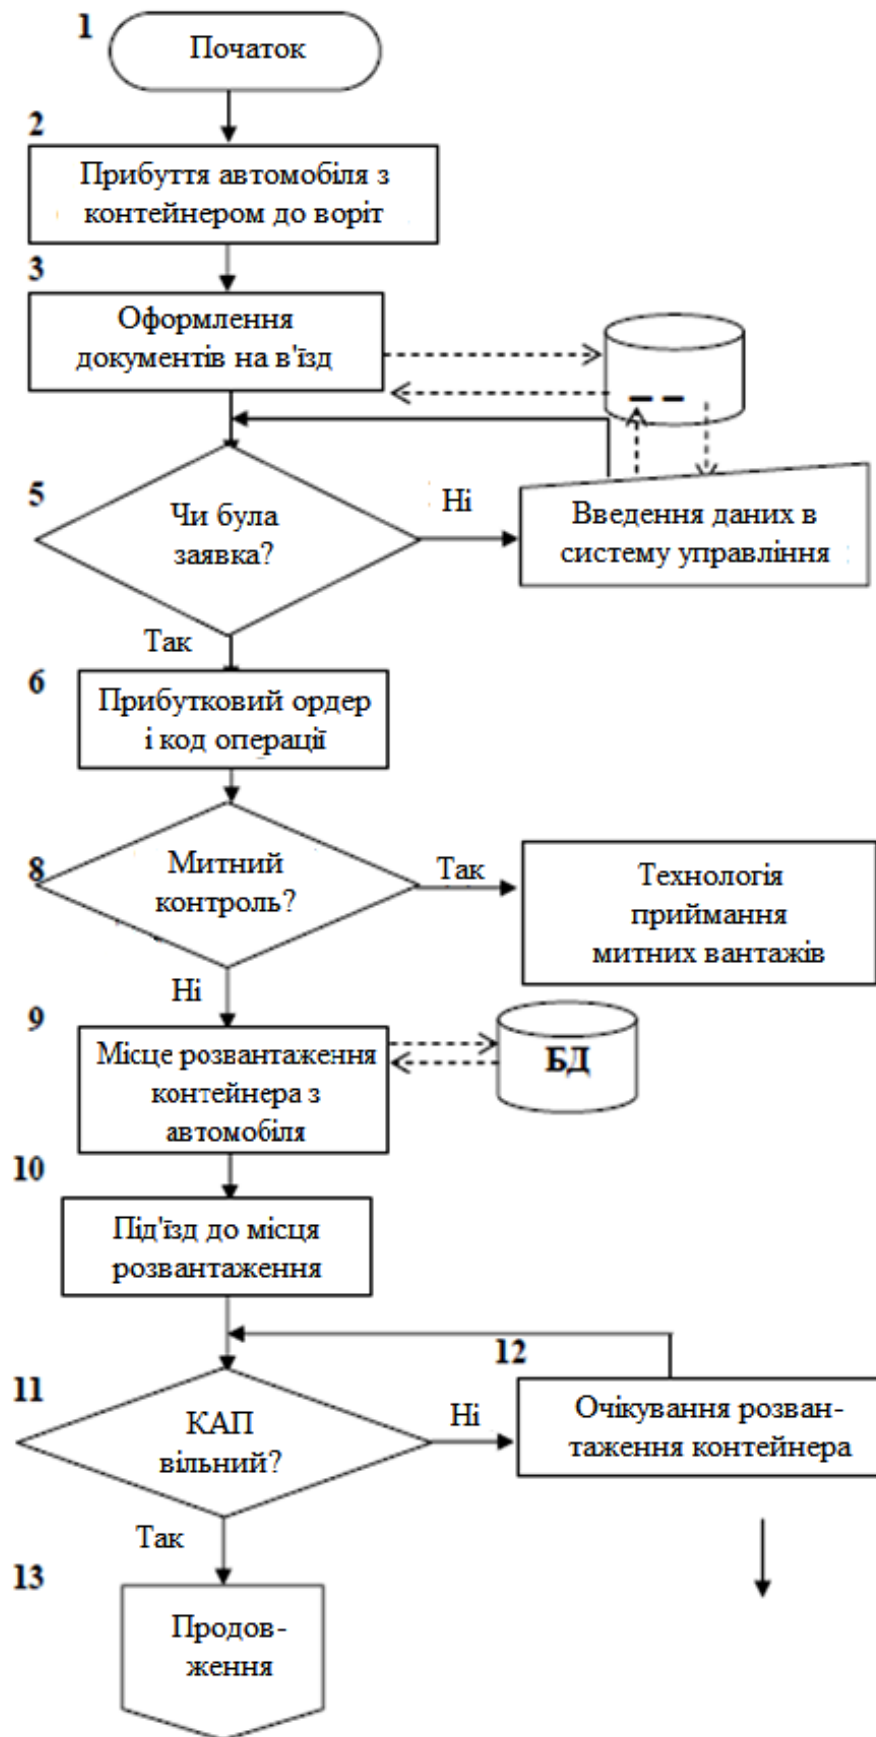 1
Початок
2
Прибуття автомобіля з
контейнером до воріт
3
Оформлення
документів на в'їзд
5
Чи була
заявка?
Ні
Введення даних в
систему управління
Так
6
Прибутковий ордер
і код операції
8
Митний
контроль?
Так
Технологія
приймання
митних вантажів
Ні
9
Місце розвантаження
контейнера з
автомобіля
БД
10
Під'їзд до місця
розвантаження
11
КАП
вільний?
Ні
12
Очікування розван-
таження контейнера
Так
13
Продов-
ження